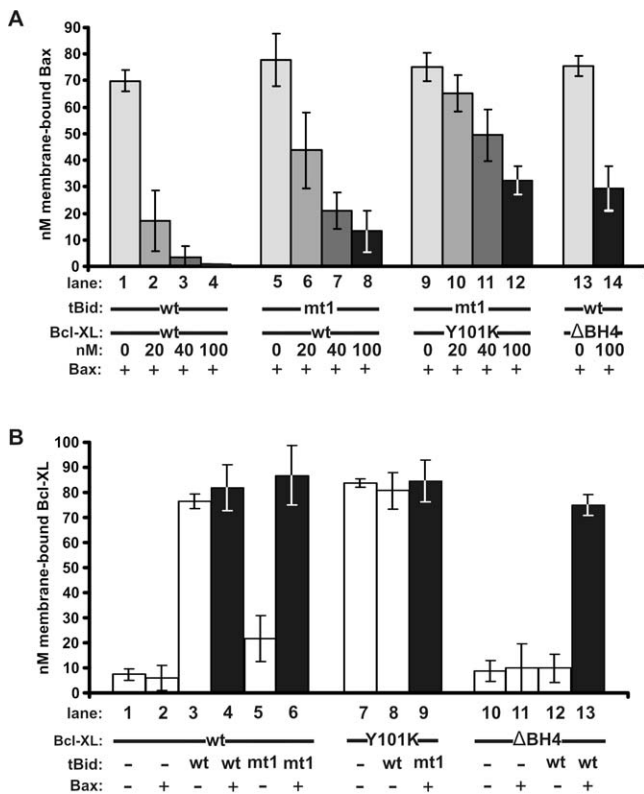 A
nM membrane-bound Bax
90
80
70
60
50
40
30
20
10
0
lane: 1 2 3 4 5 6 7 8 9 10 11 12 13 14
tBid: wt mt1 mt1 wt
Bcl-XL: wt wt Y101K ΔBH4
nM: 0 20 40 100 0 20 40 100 0 20 40 100 0 100
Bax: + + + + + + + + + + + + + +
B
nM membrane-bound Bcl-XL
100
90
80
70
60
50
40
30
20
10
0
lane: 1 2 3 4 5 6 7 8 9 10 11 12 13
Bcl-XL: wt Y101K ΔBH4
tBid: - - wt wt mt1 mt1 - wt mt1 - - wt wt
Bax: - + - + - + - - + - + - +